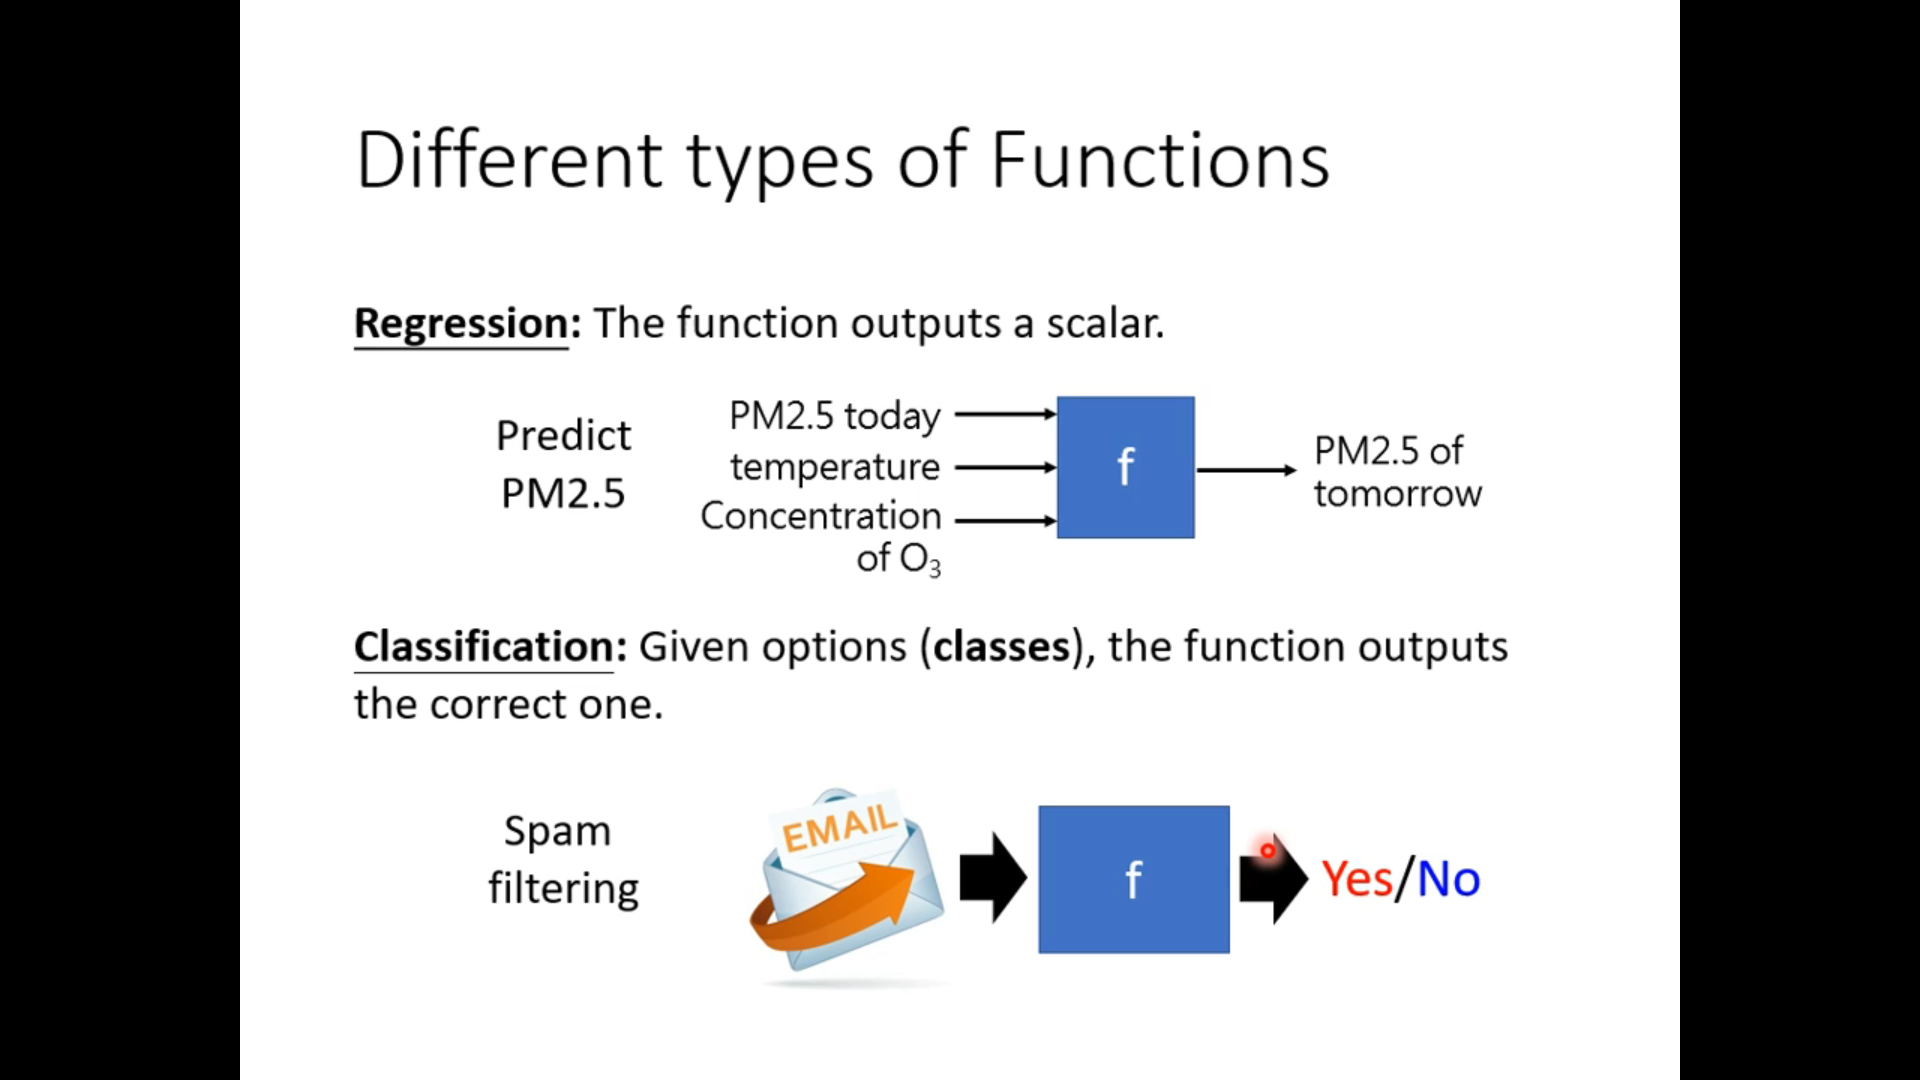 Different types of Functions
Regression: The function outputs a scalar.
Predict
PM2.5
PM2.5 today
temperature
Concentration
of O₃
f
PM2.5 of
tomorrow
Classification: Given options (classes), the function outputs
the correct one.
Spam
filtering
EMAIL
f
Yes/No